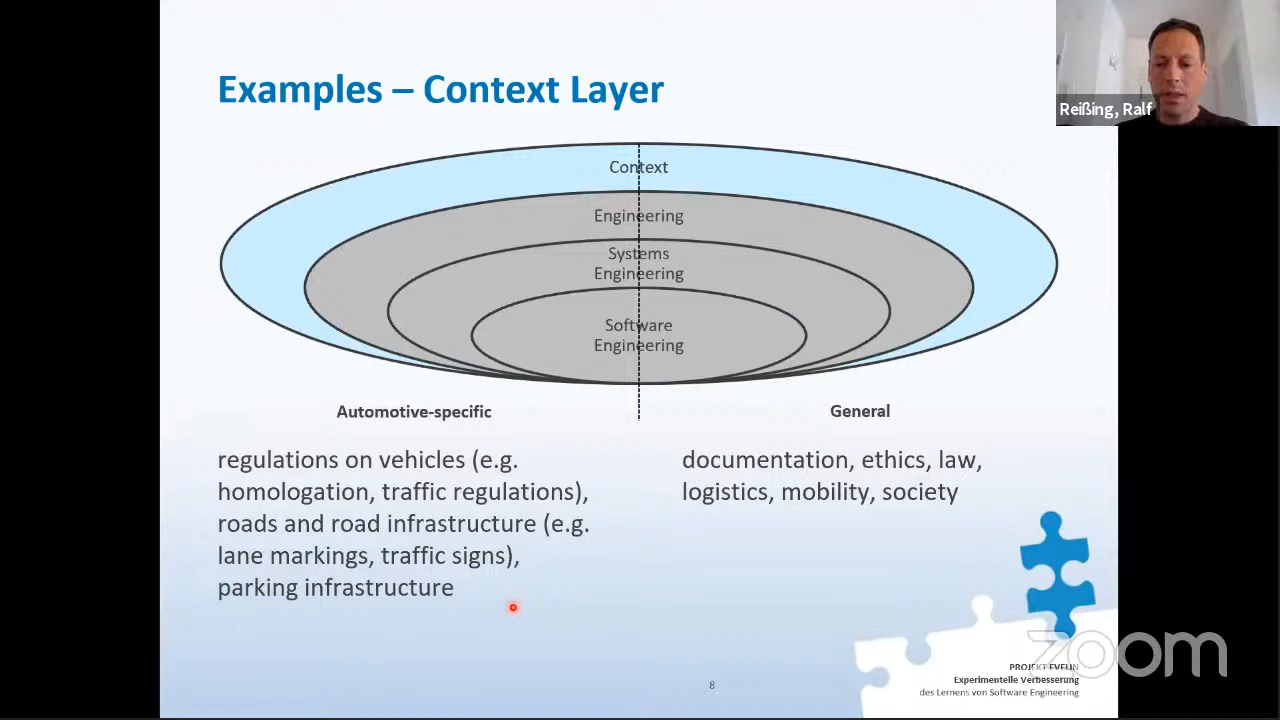 Examples – Context Layer
Reißing, Ralf
Context
Engineering
Systems
Engineering
Software
Engineering
Automotive-specific
General
regulations on vehicles (e.g.
homologation, traffic regulations),
roads and road infrastructure (e.g.
lane markings, traffic signs),
parking infrastructure
documentation, ethics, law,
logistics, mobility, society
zoom
PROJEKT EVELIN
Experimentelle Verbesserung
des Lernens von Software Engineering
8